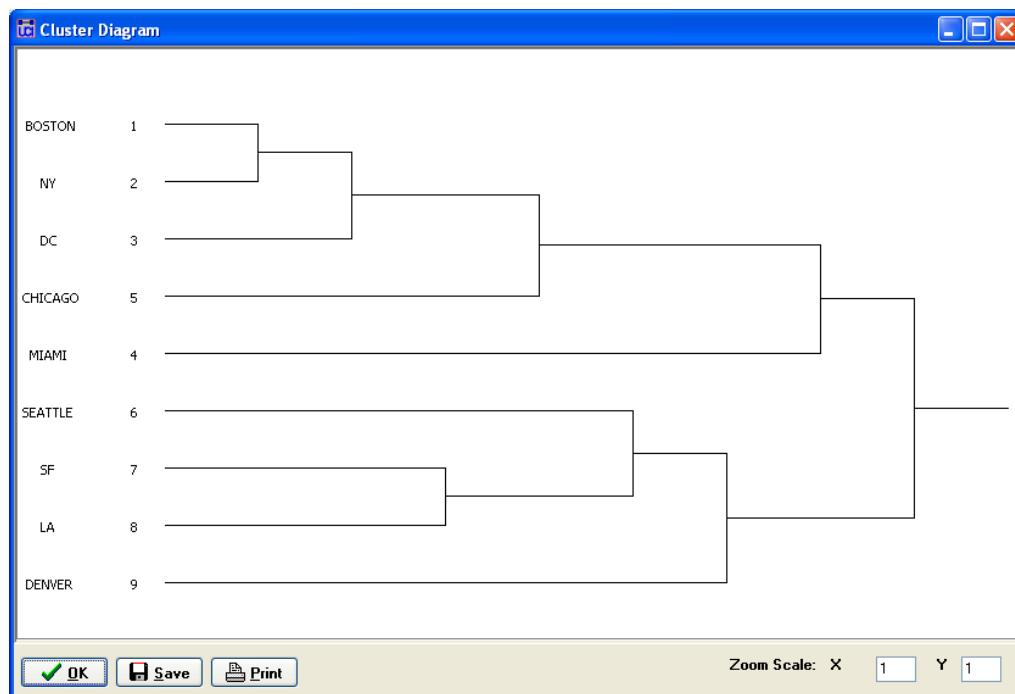 Cluster Diagram
BOSTON 1
NY 2
DC 3
CHICAGO 5
MIAMI 4
SEATTLE 6
SF 7
LA 8
DENVER 9
OK Save Print Zoom Scale: X 1 Y 1